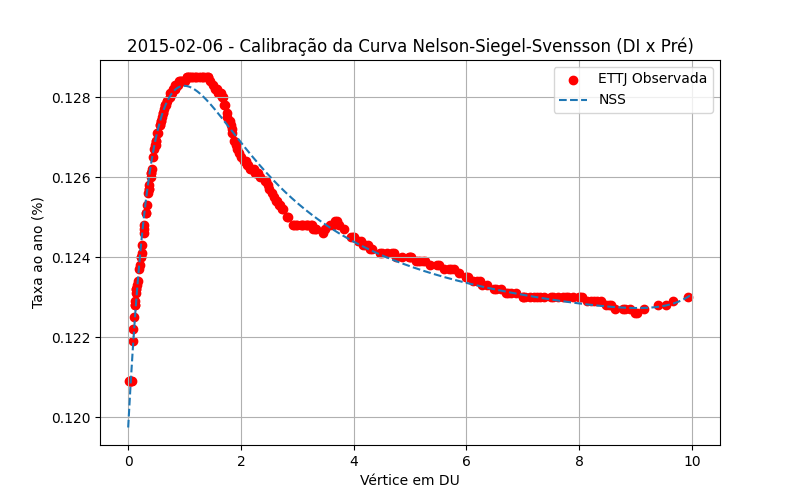 2015-02-06 - Calibração da Curva Nelson-Siegel-Svensson (DI x Pré)
ETTJ Observada
NSS
Taxa ao ano (%)
0.128
0.126
0.124
0.122
0.120
0 2 4 6 8 10
Vértice em DU